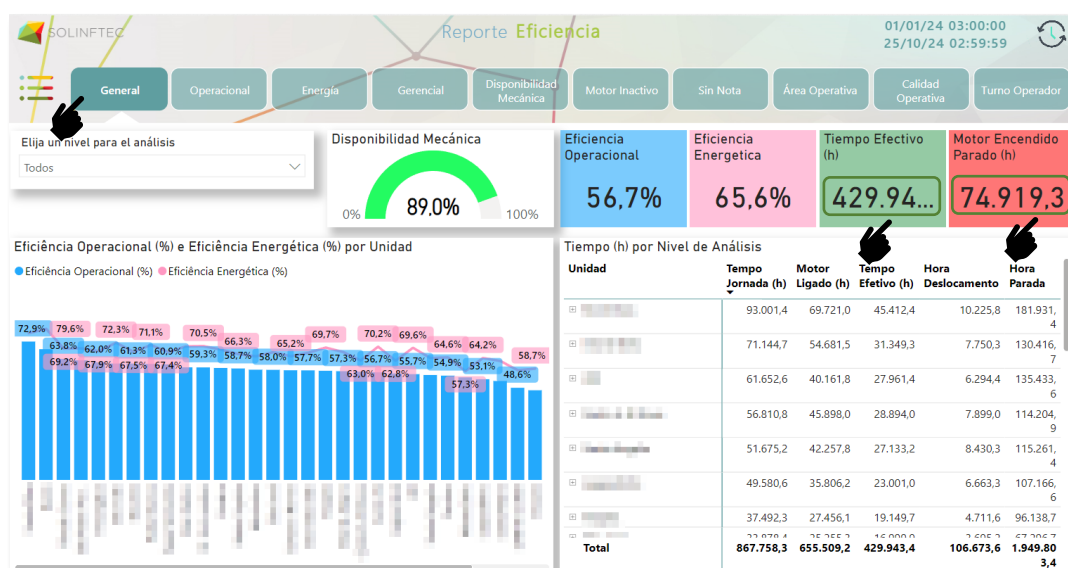 SOLINFTEC
Reporte Eficiencia
01/01/24 03:00:00
25/10/24 02:59:59
General
Operacional
Energía
Gerencial
Disponibilidad
Mecánica
Motor Inactivo
Sin Nota
Área Operativa
Calidad
Operativa
Turno Operador
Elija un nivel para el análisis
Todos
Disponibilidad Mecánica
0%
89,0%
100%
Eficiencia
Operacional
56,7%
Eficiencia
Energetica
65,6%
Tiempo Efectivo
(h)
429.94...
Motor Encendido
Parado (h)
74.919,3
Eficiência Operacional (%) e Eficiência Energética (%) por Unidad
Eficiência Operacional (%) Eficiência Energética (%)
72,9% 79,6% 72,3% 71,1% 70,5% 66,3% 65,2% 69,7% 70,2% 69,6% 64,6% 64,2% 58,7%
63,8% 62,0% 61,3% 60,9% 59,3% 58,7% 58,0% 57,7% 57,3% 56,7% 55,7% 54,9% 53,1% 48,6%
69,2% 67,9% 67,5% 67,4% 63,0% 62,8% 57,3%
Tiempo (h) por Nivel de Análisis
Unidad Tempo Jornada (h) Motor Ligado (h) Tempo Efetivo (h) Hora Deslocamento Hora Parada
93.001,4 69.721,0 45.412,4 10.225,8 181.931,4
71.144,7 54.681,5 31.349,3 7.750,3 130.416,7
61.652,6 40.161,8 27.961,4 6.294,4 135.433,6
56.810,8 45.898,0 28.894,0 7.899,0 114.204,9
51.675,2 42.257,8 27.133,2 8.430,3 115.261,4
49.580,6 35.806,2 23.001,0 6.663,3 107.166,6
37.492,3 27.456,1 19.149,7 4.711,6 96.138,7
Total 867.758,3 655.509,2 429.943,4 106.673,6 1.949.803,4